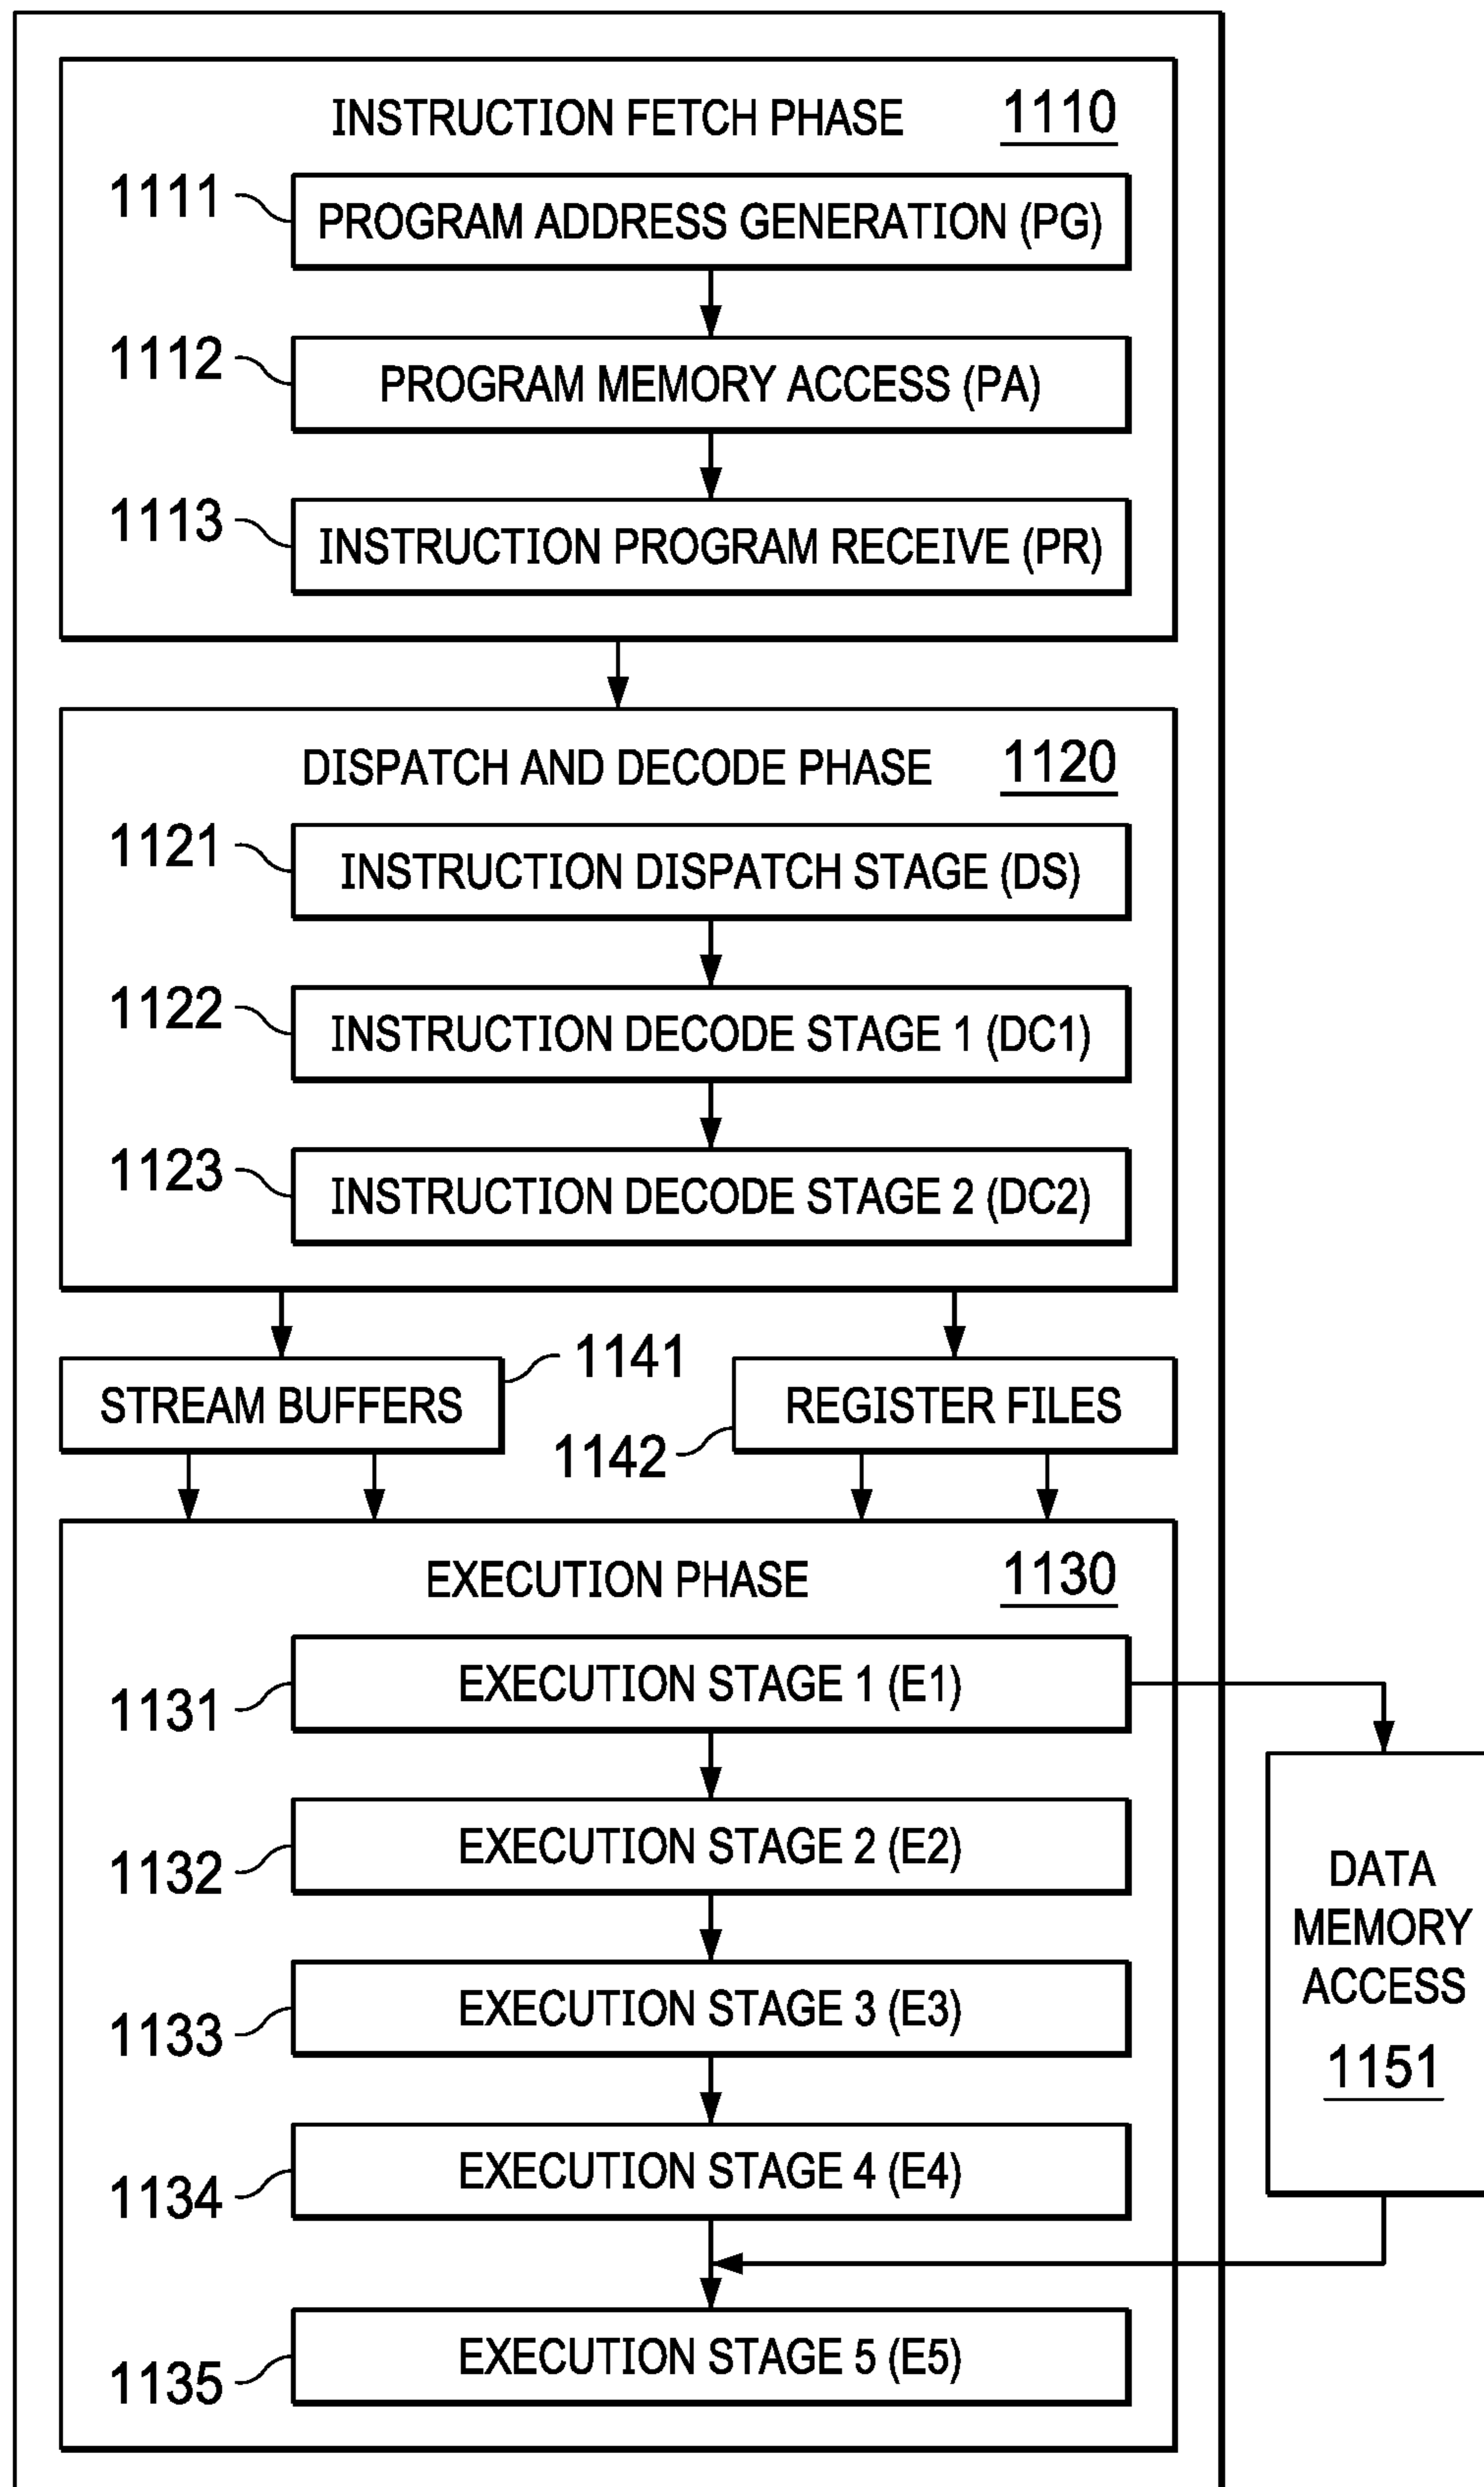 INSTRUCTION FETCH PHASE 1110
1111 PROGRAM ADDRESS GENERATION (PG)
1112 PROGRAM MEMORY ACCESS (PA)
1113 INSTRUCTION PROGRAM RECEIVE (PR)
DISPATCH AND DECODE PHASE 1120
1121 INSTRUCTION DISPATCH STAGE (DS)
1122 INSTRUCTION DECODE STAGE 1 (DC1)
1123 INSTRUCTION DECODE STAGE 2 (DC2)
STREAM BUFFERS 1141
1142 REGISTER FILES
EXECUTION PHASE 1130
1131 EXECUTION STAGE 1 (E1)
1132 EXECUTION STAGE 2 (E2)
1133 EXECUTION STAGE 3 (E3)
1134 EXECUTION STAGE 4 (E4)
1135 EXECUTION STAGE 5 (E5)
DATA
MEMORY
ACCESS
1151